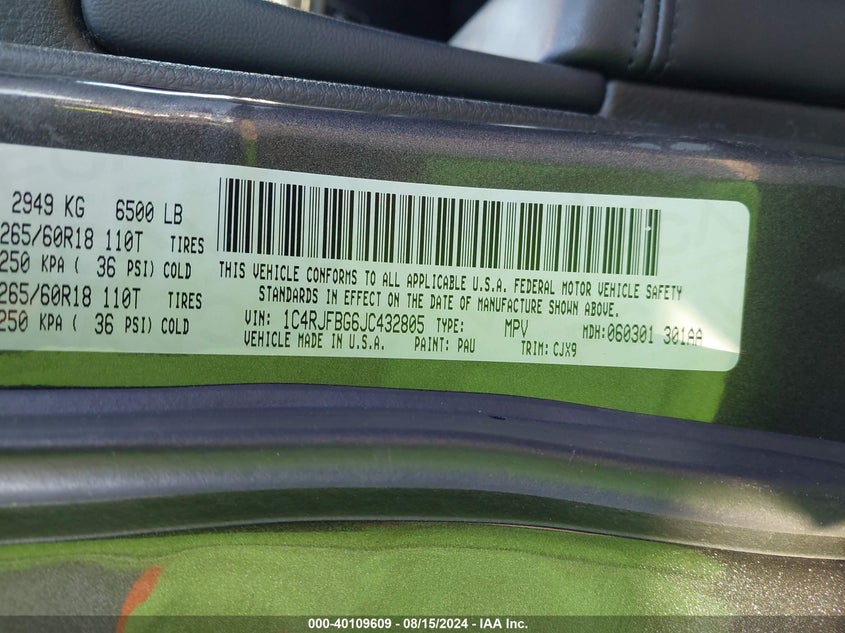 2949 KG 6500 LB
265/60R18 110T TIRES
250 KPA ( 36 PSI) COLD
265/60R18 110T TIRES
250 KPA ( 36 PSI) COLD
THIS VEHICLE CONFORMS TO ALL APPLICABLE U.S.A. FEDERAL MOTOR VEHICLE SAFETY
STANDARDS IN EFFECT ON THE DATE OF MANUFACTURE SHOWN ABOVE.
VIN: 1C4RJFBG6JC432805 TYPE: MPV MDH:060301 301AA
VEHICLE MADE IN U.S.A. PAINT: PAU TRIM: CJX9
000-40109609 - 08/15/2024 - IAA Inc.